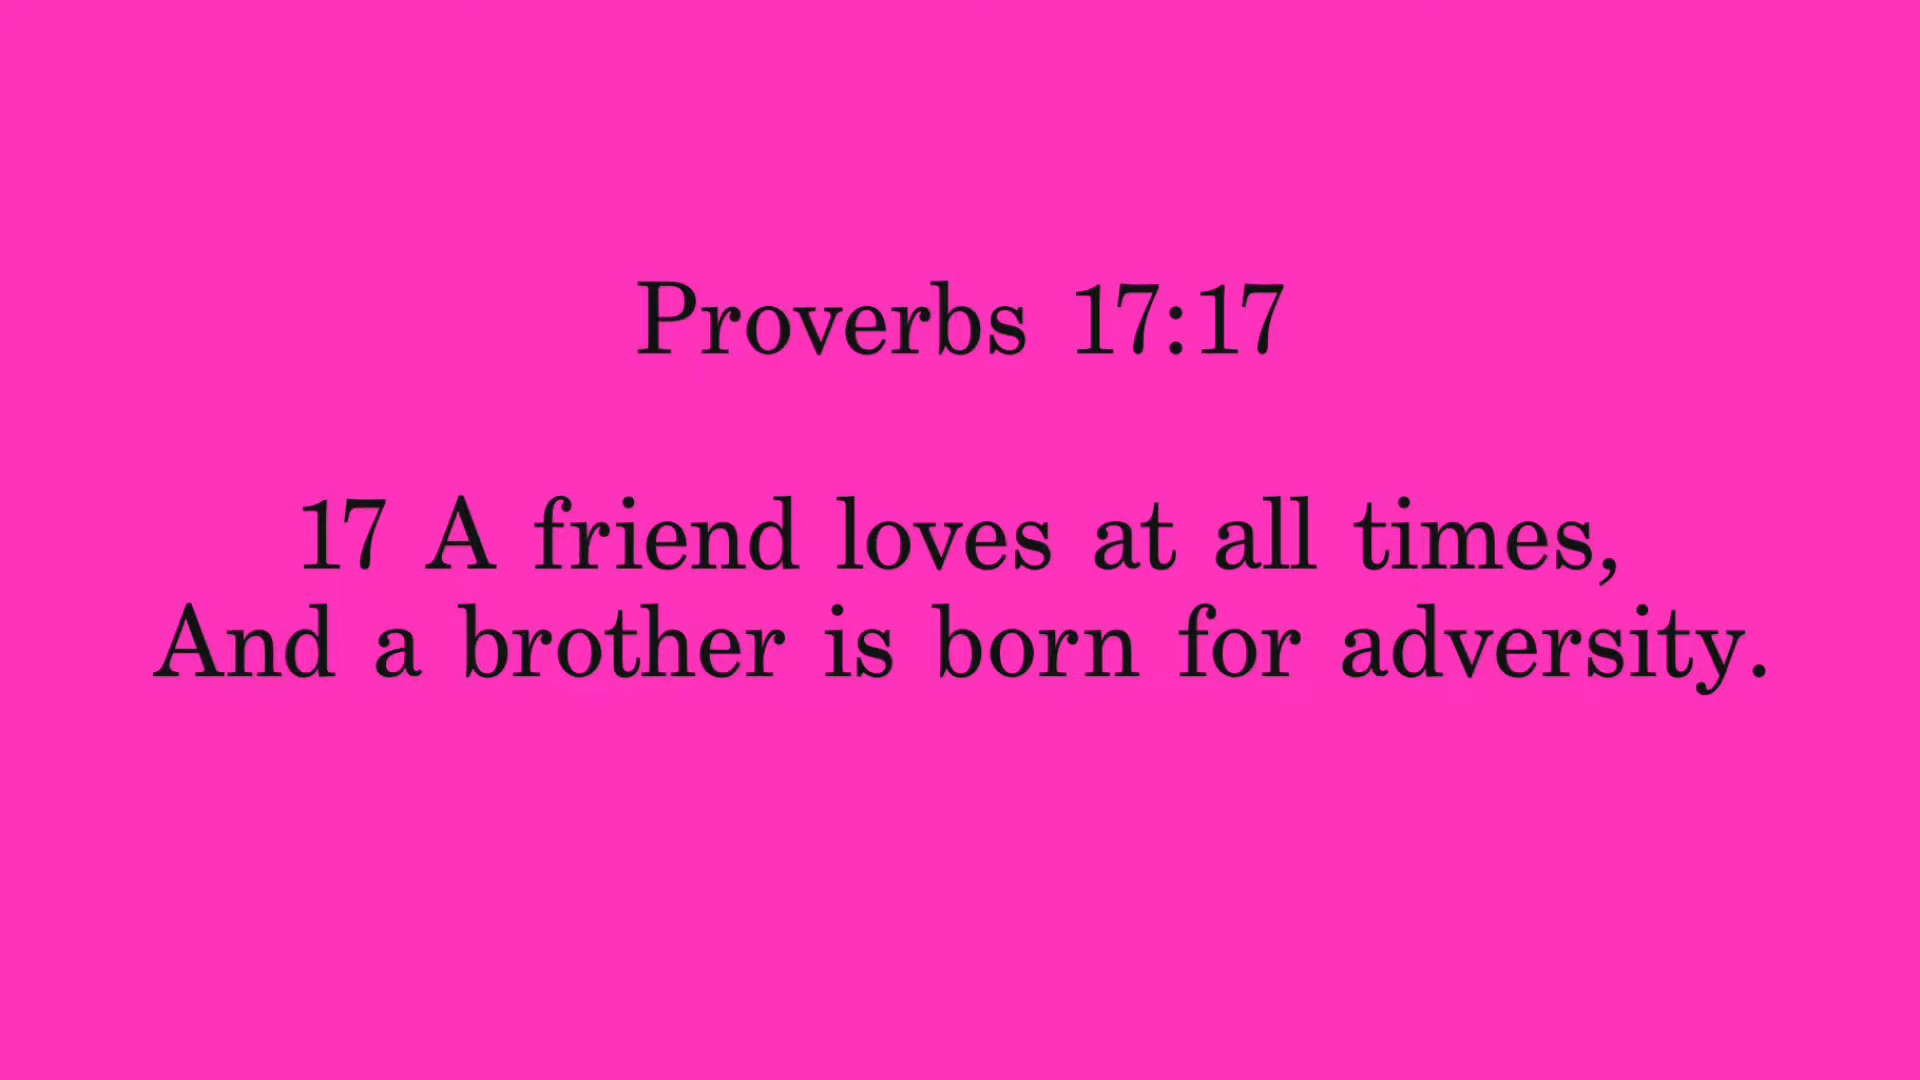 Proverbs 17:17
17 A friend loves at all times,
And a brother is born for adversity.